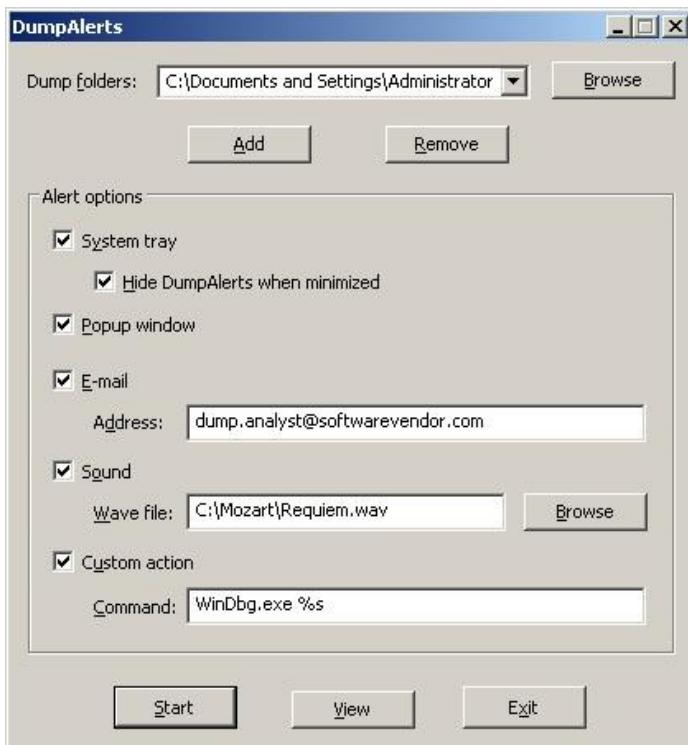 DumpAlerts
Dump folders: C:\Documents and Settings\Administrator Browse
Add Remove
Alert options
System tray
Hide DumpAlerts when minimized
Popup window
E-mail
Address: dump.analyst@softwarevendor.com
Sound
Wave file: C:\Mozart\Requiem.wav Browse
Custom action
Command: WinDbg.exe %s
Start View Exit